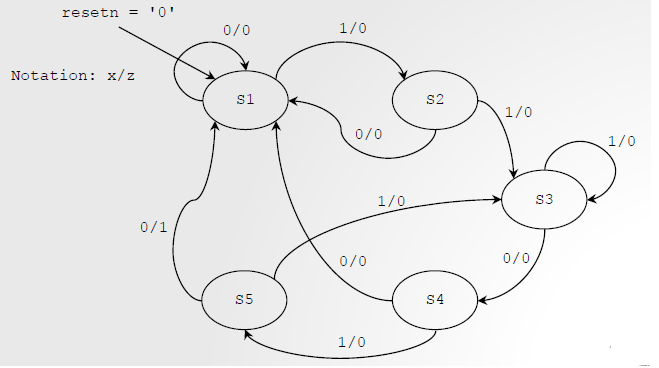 resetn = '0'
0/0
1/0
Notation: x/z
S1
S2
1/0
0/0
1/0
S3
1/0
0/1
0/0
0/0
S5
S4
1/0